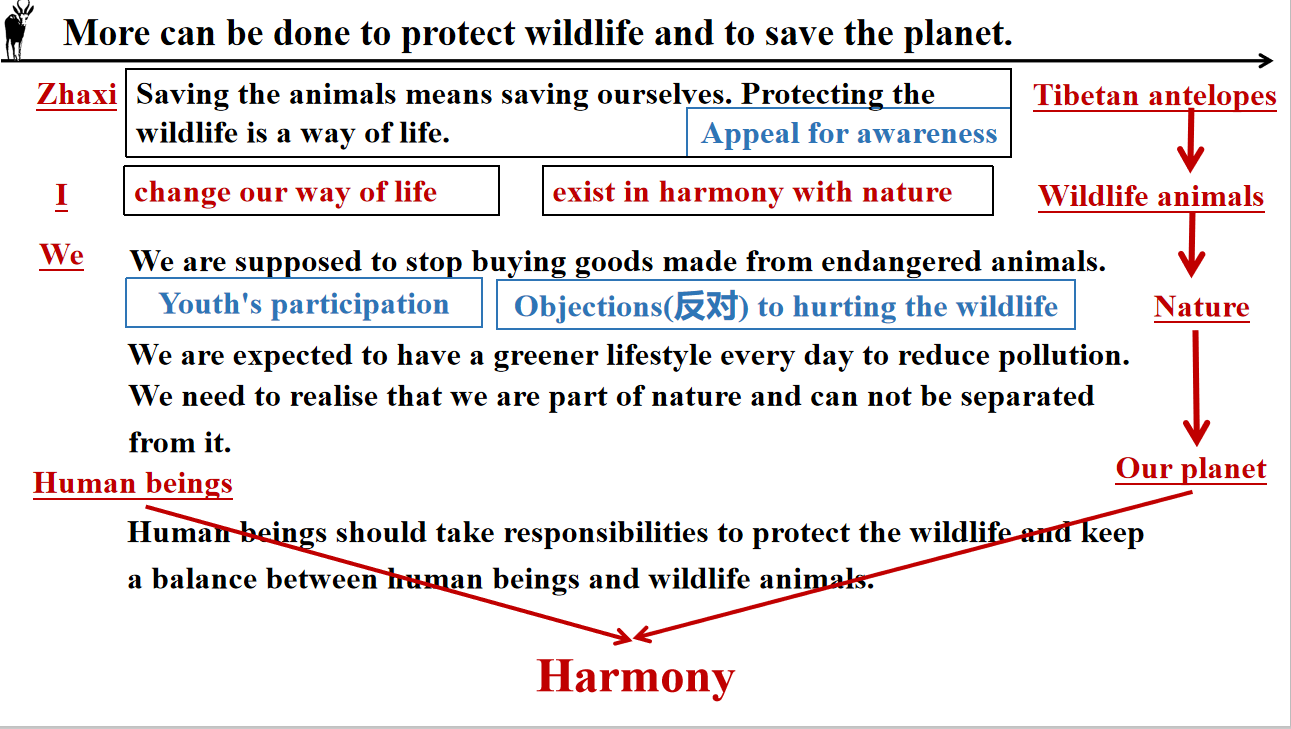 More can be done to protect wildlife and to save the planet.
Zhaxi
Saving the animals means saving ourselves. Protecting the
wildlife is a way of life.
Appeal for awareness
Tibetan antelopes
I
change our way of life
exist in harmony with nature
Wildlife animals
We
We are supposed to stop buying goods made from endangered animals.
Youth's participation
Objections(反对) to hurting the wildlife
Nature
We are expected to have a greener lifestyle every day to reduce pollution.
We need to realise that we are part of nature and can not be separated
from it.
Our planet
Human beings
Human beings should take responsibilities to protect the wildlife and keep
a balance between human beings and wildlife animals.
Harmony